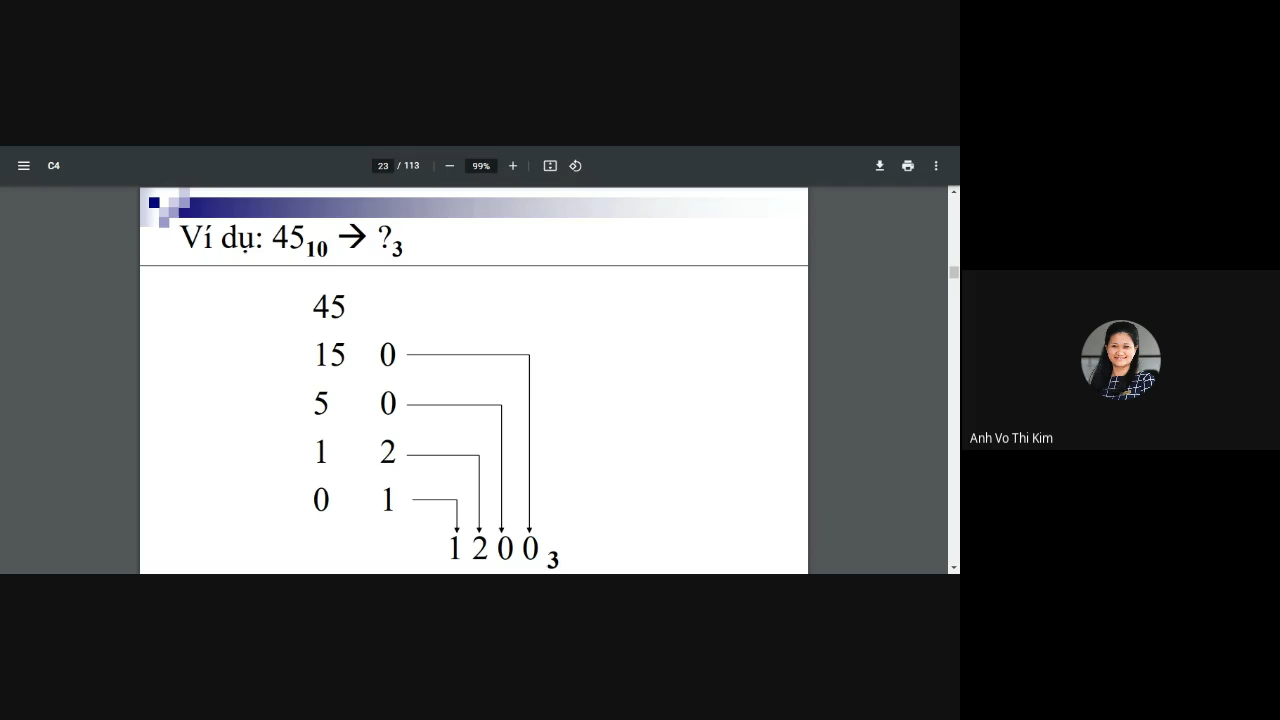 C4
23 / 113
99%
Ví dụ: 45₁₀ → ?₃
45
15 0
5 0
1 2
0 1
1 2 0 0 ₃
Anh Vo Thi Kim